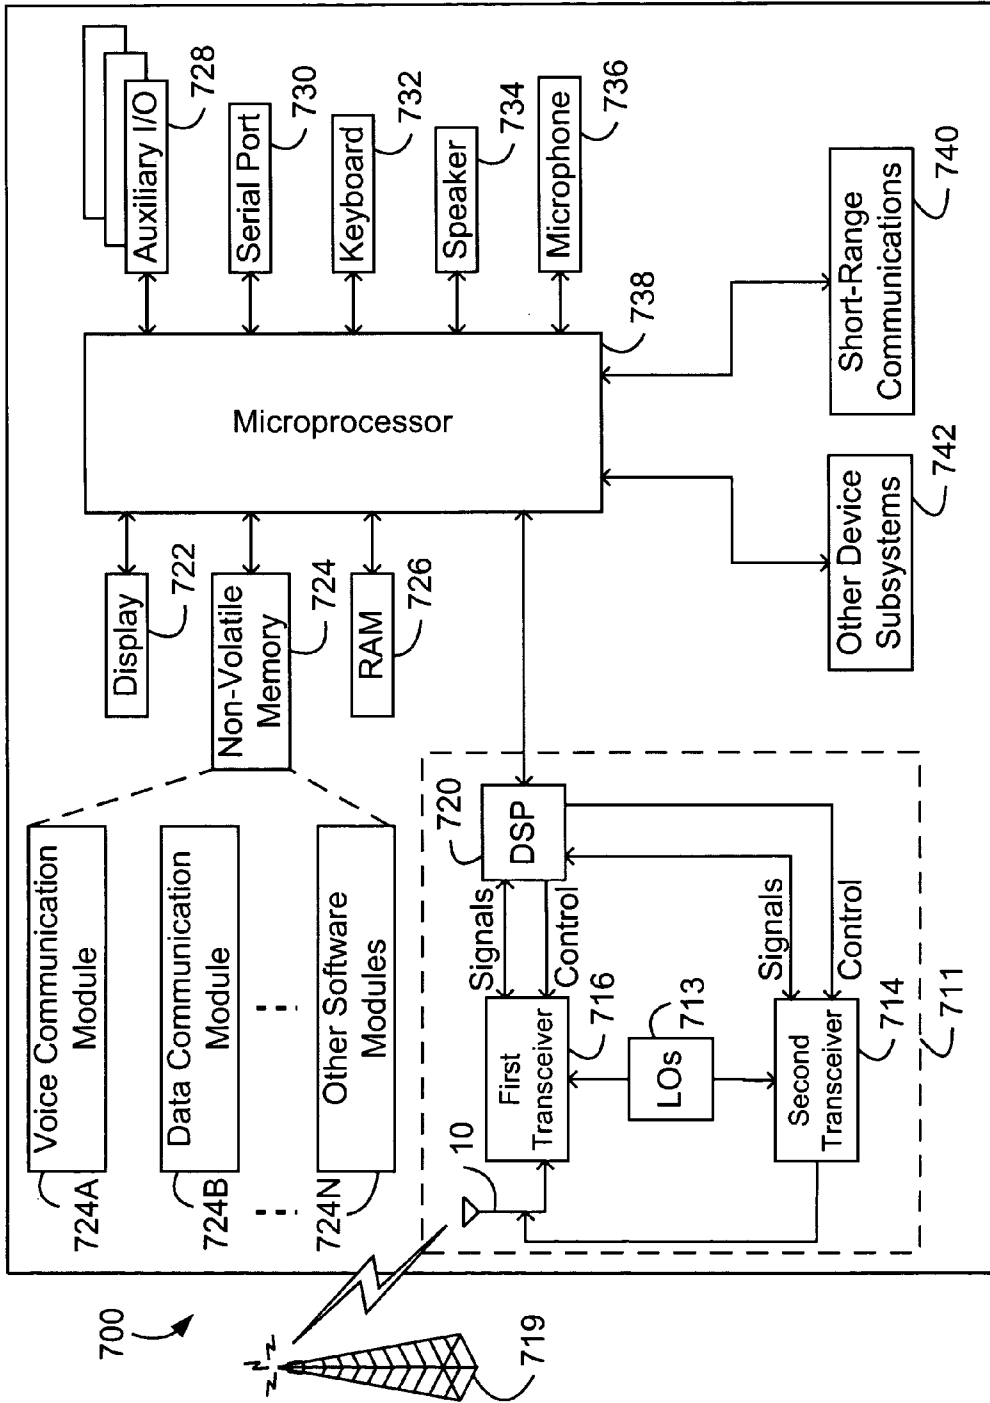 700
719
724A
Voice Communication
Module
724B
Data Communication
Module
724N
Other Software
Modules
Display
722
Non-Volatile
Memory
724
RAM
726
Microprocessor
738
Auxiliary I/O
728
Serial Port
730
Keyboard
732
Speaker
734
Microphone
736
10
First
Transceiver
716
Signals
Control
DSP
720
LOs
713
Second
Transceiver
714
Signals
Control
711
Other Device
Subsystems
742
Short-Range
Communications
740